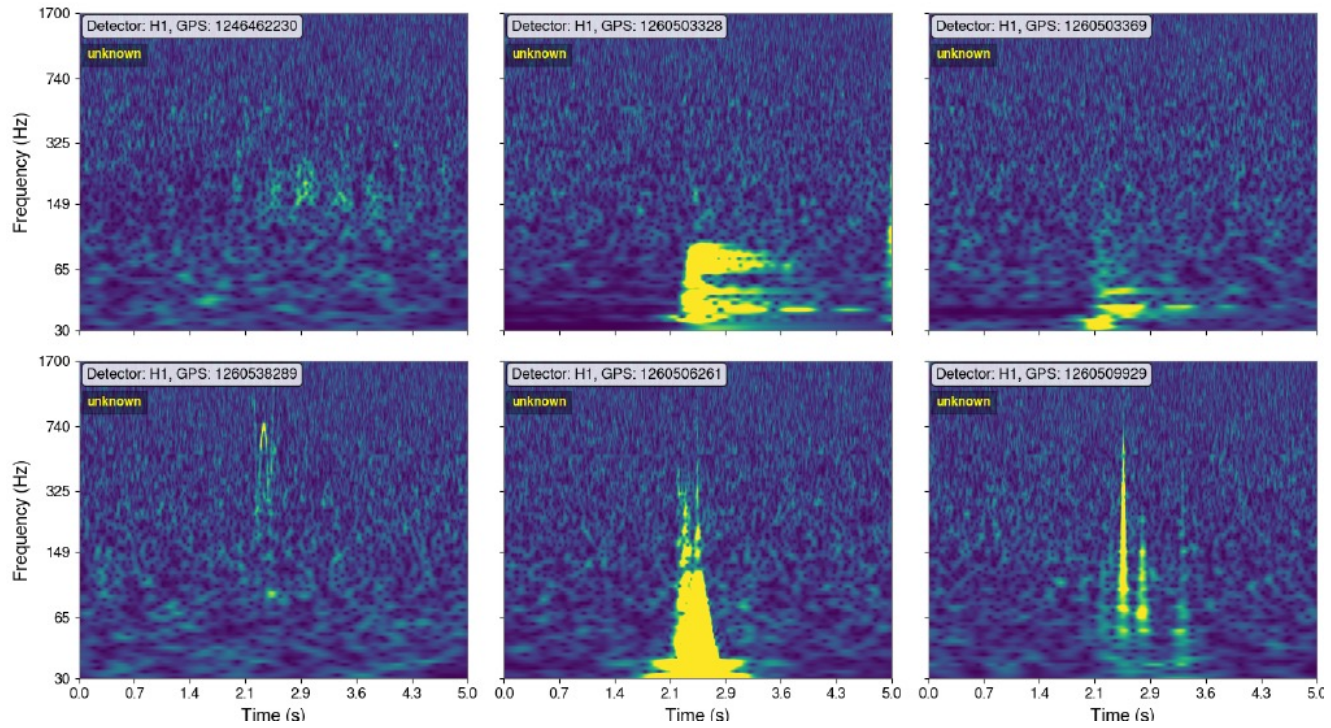 Detector: H1, GPS: 1246462230
unknown
Detector: H1, GPS: 1260503328
unknown
Detector: H1, GPS: 1260503369
unknown
1700
740
325
149
65
30
Frequency (Hz)
Detector: H1, GPS: 1260538289
unknown
Detector: H1, GPS: 1260506261
unknown
Detector: H1, GPS: 1260509929
unknown
1700
740
325
149
65
30
Frequency (Hz)
0.0 0.7 1.4 2.1 2.9 3.6 4.3 5.0
0.0 0.7 1.4 2.1 2.9 3.6 4.3 5.0
0.0 0.7 1.4 2.1 2.9 3.6 4.3 5.0
Time (s)
Time (s)
Time (s)